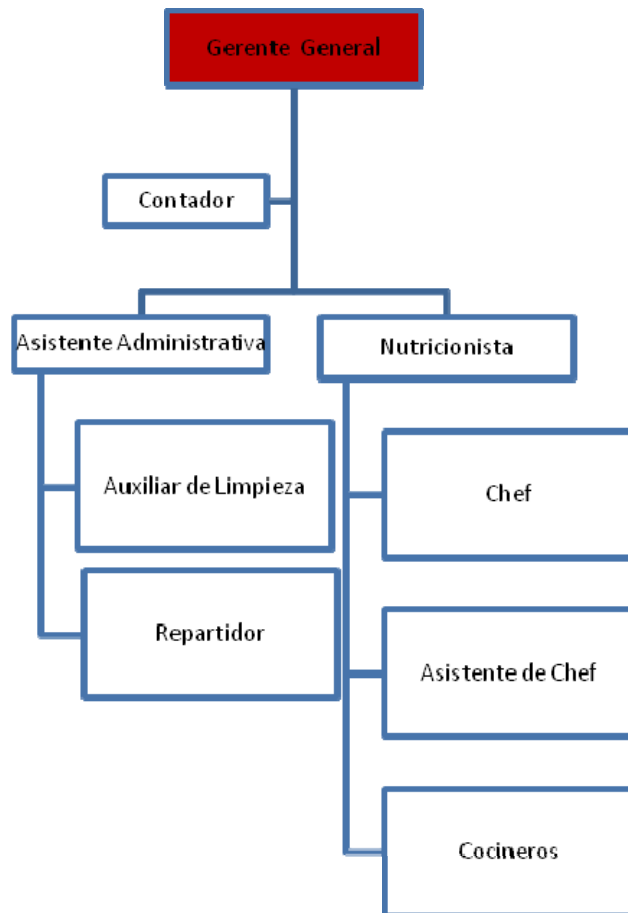 Gerente General
Contador
Asistente Administrativa
Nutricionista
Auxiliar de Limpieza
Chef
Repartidor
Asistente de Chef
Cocineros